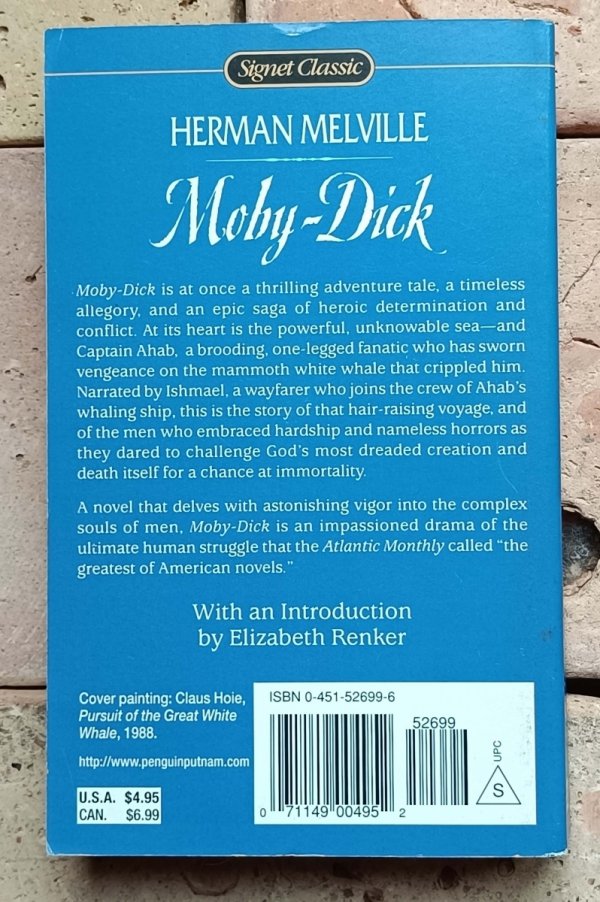 Signet Classic
HERMAN MELVILLE
Moby-Dick
Moby-Dick is at once a thrilling adventure tale, a timeless
allegory, and an epic saga of heroic determination and
conflict. At its heart is the powerful, unknowable sea—and
Captain Ahab, a brooding, one-legged fanatic who has sworn
vengeance on the mammoth white whale that crippled him.
Narrated by Ishmael, a wayfarer who joins the crew of Ahab's
whaling ship, this is the story of that hair-raising voyage, and
of the men who embraced hardship and nameless horrors as
they dared to challenge God's most dreaded creation and
death itself for a chance at immortality.
A novel that delves with astonishing vigor into the complex
souls of men, Moby-Dick is an impassioned drama of the
ultimate human struggle that the Atlantic Monthly called "the
greatest of American novels."
With an Introduction
by Elizabeth Renker
Cover painting: Claus Hoie,
Pursuit of the Great White
Whale, 1988.
http://www.penguinputnam.com
U.S.A. $4.95
CAN. $6.99
ISBN 0-451-52699-6
52699
0 71149 00495 2
UPC
S